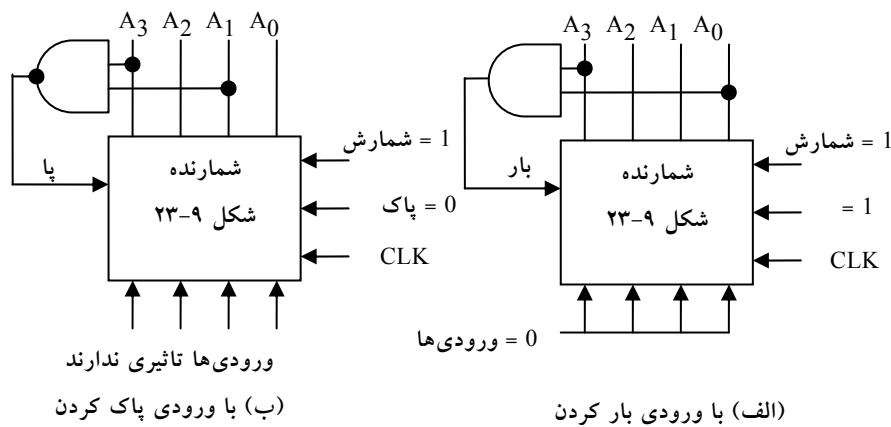 A3 A2 A1 A0
A3 A2 A1 A0
شمارش = 1
شمارش = 1
بار
شمارنده
شکل ۹-۲۳
= 1
CLK
پا
شمارنده
شکل ۹-۲۳
پاک = 0
CLK
ورودی‌ها = 0
ورودی‌ها تاثیری ندارند
(الف) با ورودی بار کردن
(ب) با ورودی پاک کردن